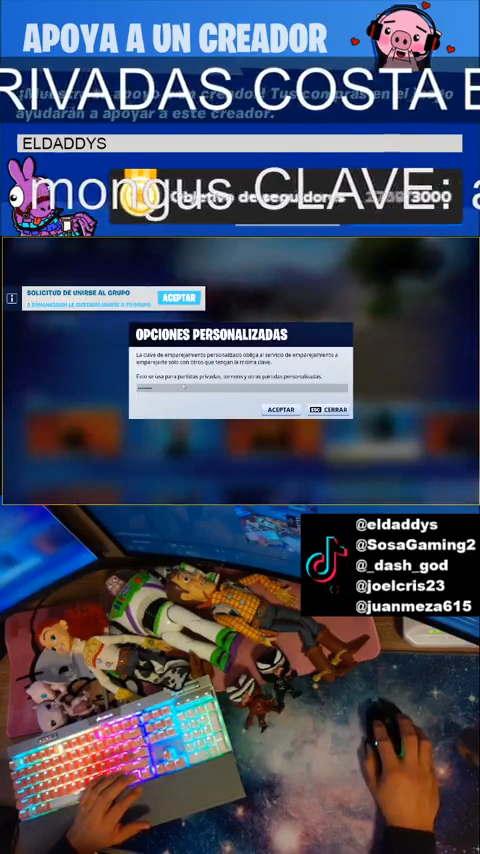 APOYA A UN CREADOR
RIVADAS COSTA E
ayudarán a apoyar a este creador.
ELDADDYS
mongus CLAVE: a
Objetivo de seguidores 3000
SOLICITUD DE UNIRSE AL GRUPO
ACEPTAR
OPCIONES PERSONALIZADAS
La clave de emparejamiento personalizado obliga al servicio de emparejamiento a
emparejarte solo con otros que tengan la misma clave.
Esto se usa para partidas privadas, torneos y otras partidas personalizadas.
ACEPTAR
ESC CERRAR
@eldaddys
@SosaGaming2
@_dash_god
@joelcris23
@juanmeza615